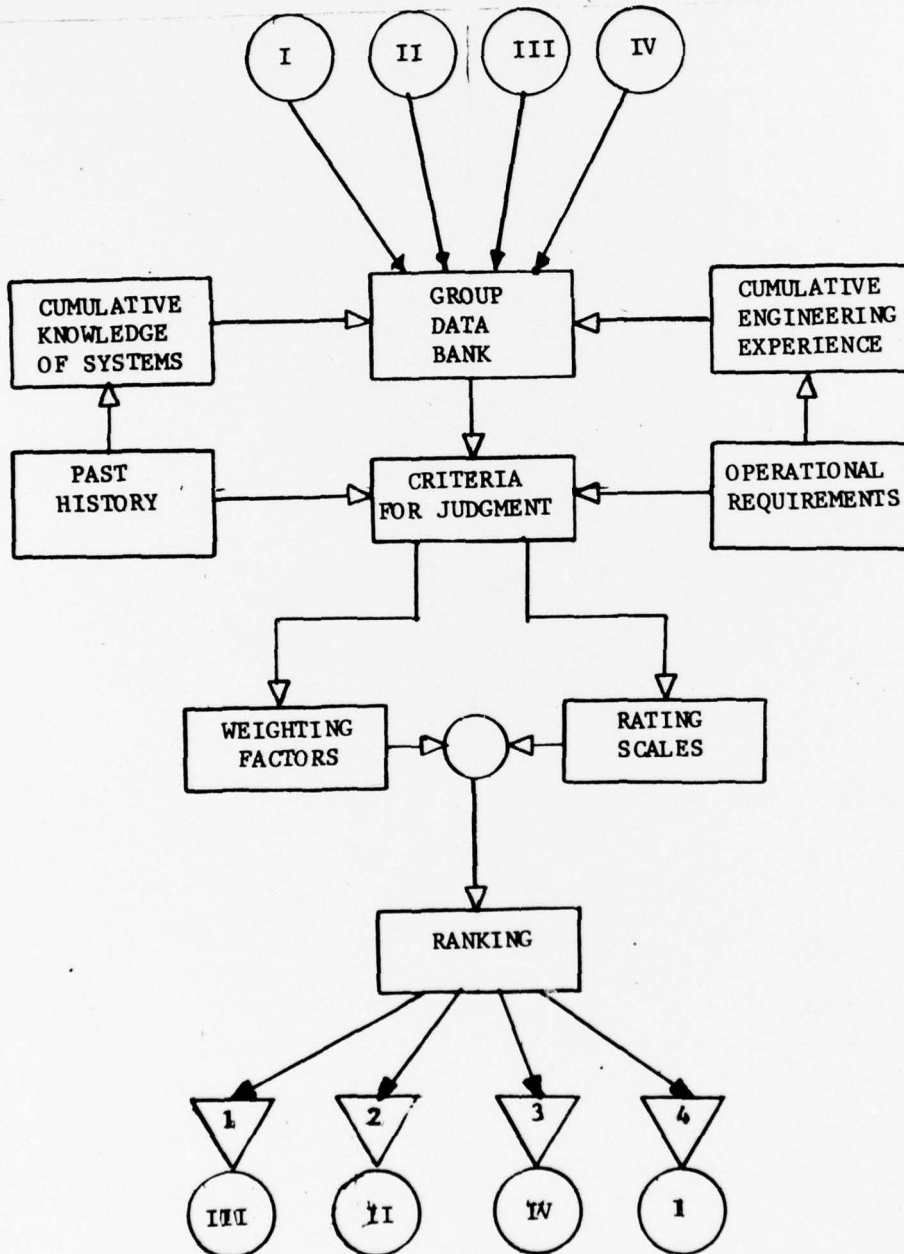 I
II
III
IV
GROUP
DATA
BANK
CUMULATIVE
KNOWLEDGE
OF SYSTEMS
CUMULATIVE
ENGINEERING
EXPERIENCE
PAST
HISTORY
CRITERIA
FOR JUDGMENT
OPERATIONAL
REQUIREMENTS
WEIGHTING
FACTORS
RATING
SCALES
RANKING
1
2
3
4
III
II
IV
I